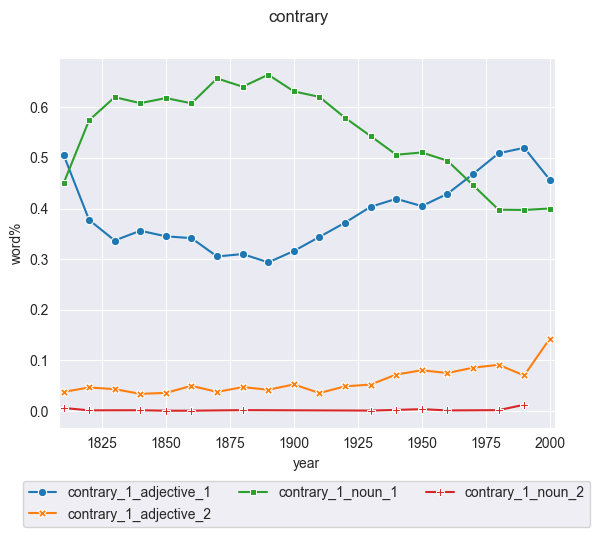 contrary
word%
0.6
0.5
0.4
0.3
0.2
0.1
0.0
1825 1850 1875 1900 1925 1950 1975 2000
year
contrary_1_adjective_1 contrary_1_noun_1 contrary_1_noun_2
contrary_1_adjective_2